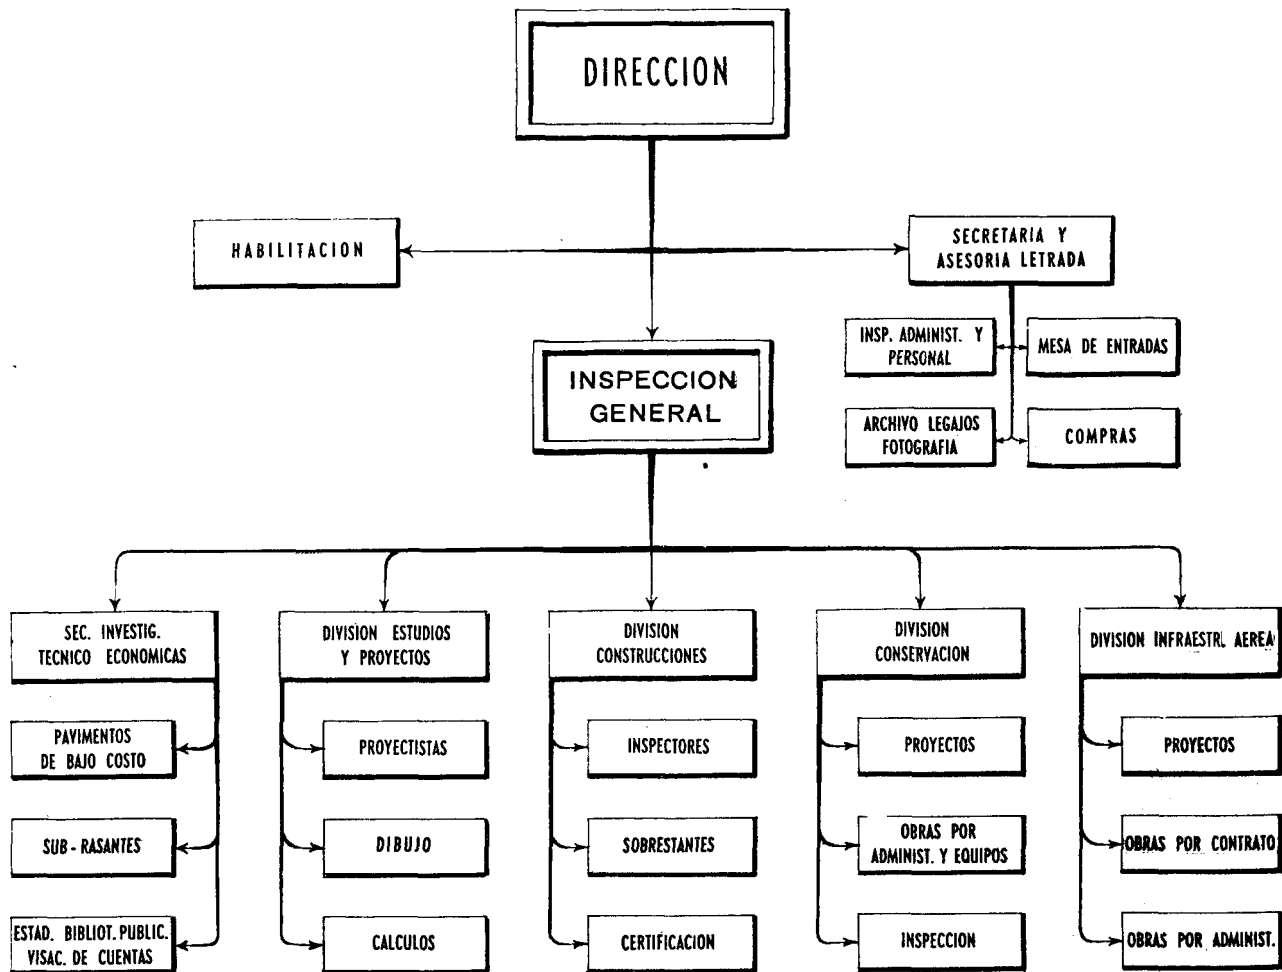 DIRECCION
HABILITACION
SECRETARIA Y
ASESORIA LETRADA
INSP. ADMINIST. Y
PERSONAL
MESA DE ENTRADAS
INSPECCION
GENERAL
ARCHIVO LEGAJOS
FOTOGRAFIA
COMPRAS
SEC. INVESTIG.
TECNICO ECONOMICAS
DIVISION ESTUDIOS
Y PROYECTOS
DIVISION
CONSTRUCCIONES
DIVISION
CONSERVACION
DIVISION INFRAESTR. AEREA
PAVIMENTOS
DE BAJO COSTO
PROYECTISTAS
INSPECTORES
PROYECTOS
PROYECTOS
SUB - RASANTES
DIBUJO
SOBRESTANTES
OBRAS POR
ADMINIST. Y EQUIPOS
OBRAS POR CONTRATO
ESTAD. BIBLIOT. PUBLIC.
VISAC. DE CUENTAS
CALCULOS
CERTIFICACION
INSPECCION
OBRAS POR ADMINIST.